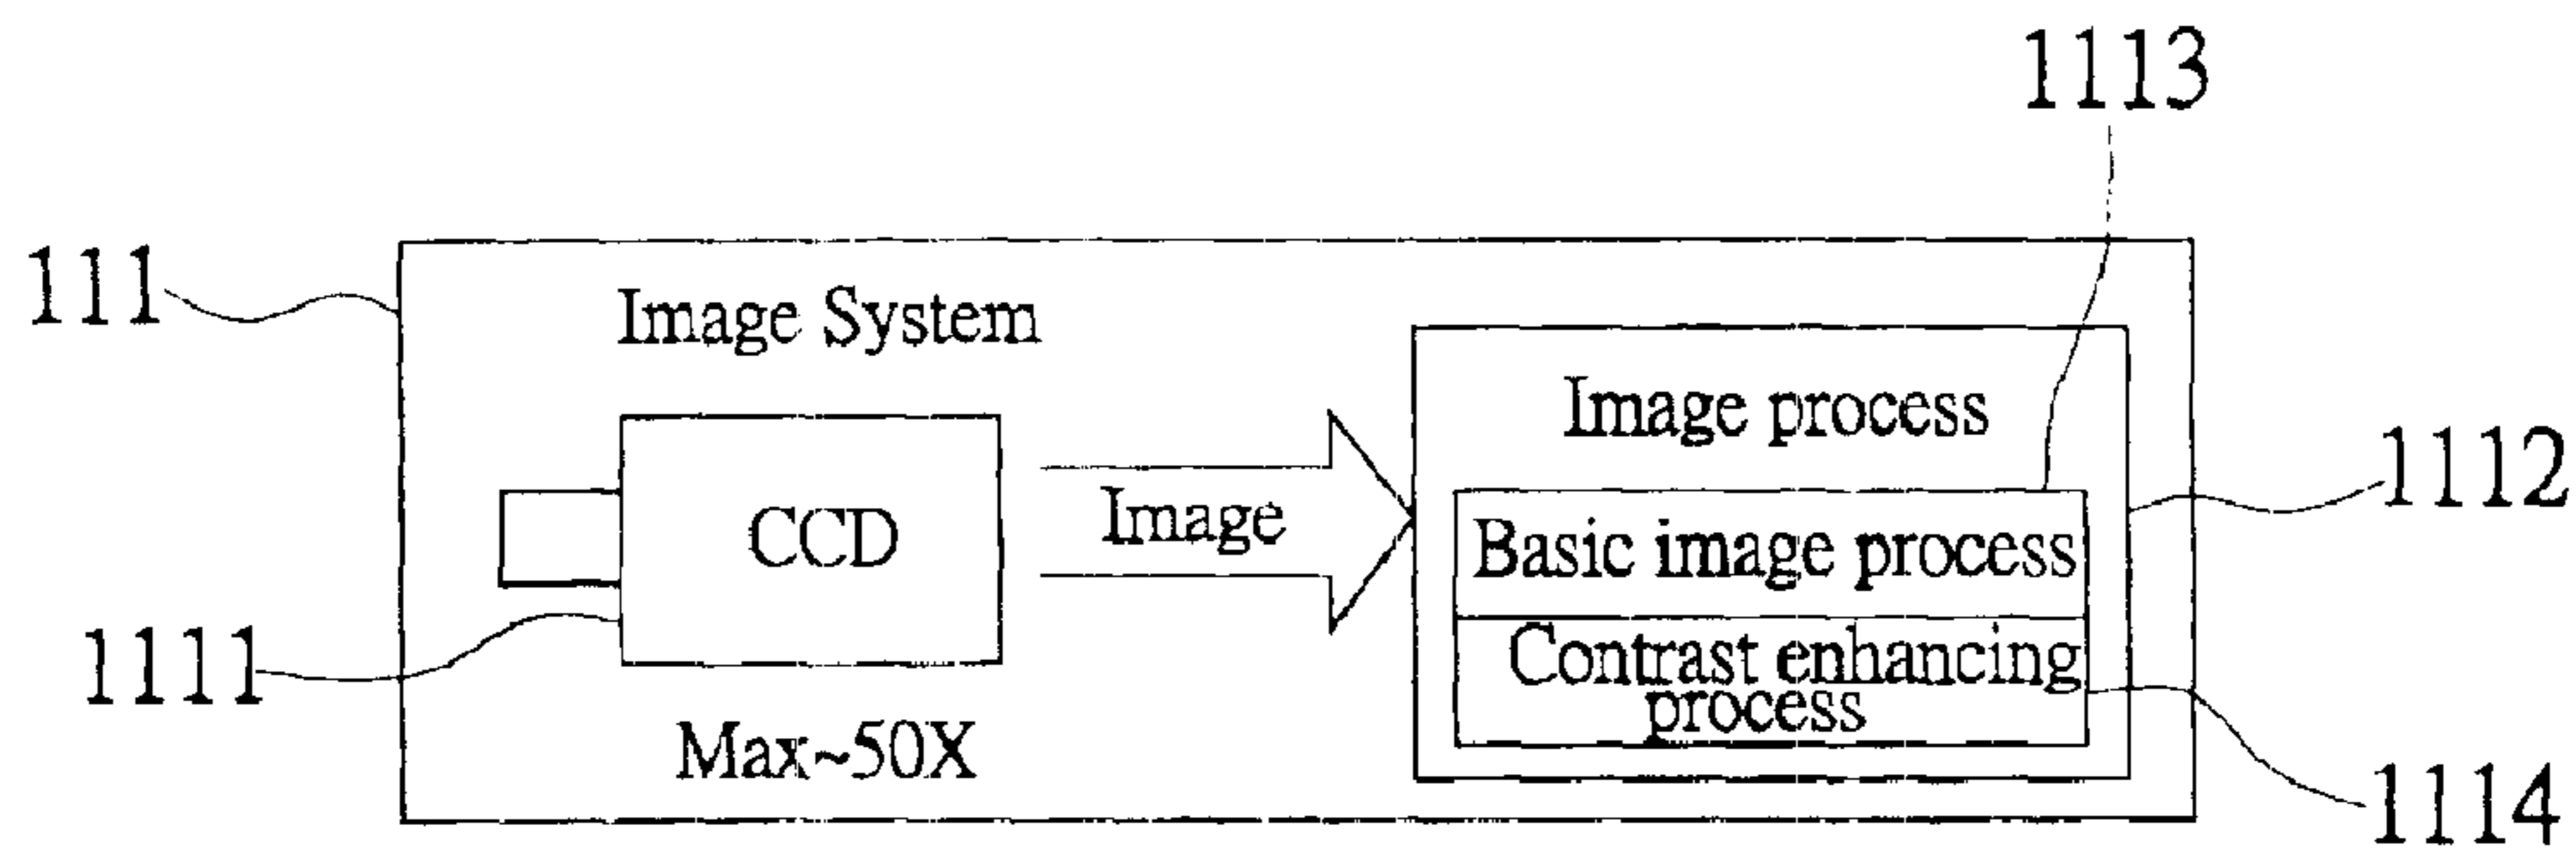 1113
111
Image System
Image process
1112
CCD
Image
Basic image process
1111
Contrast enhancing
process
Max~50X
1114